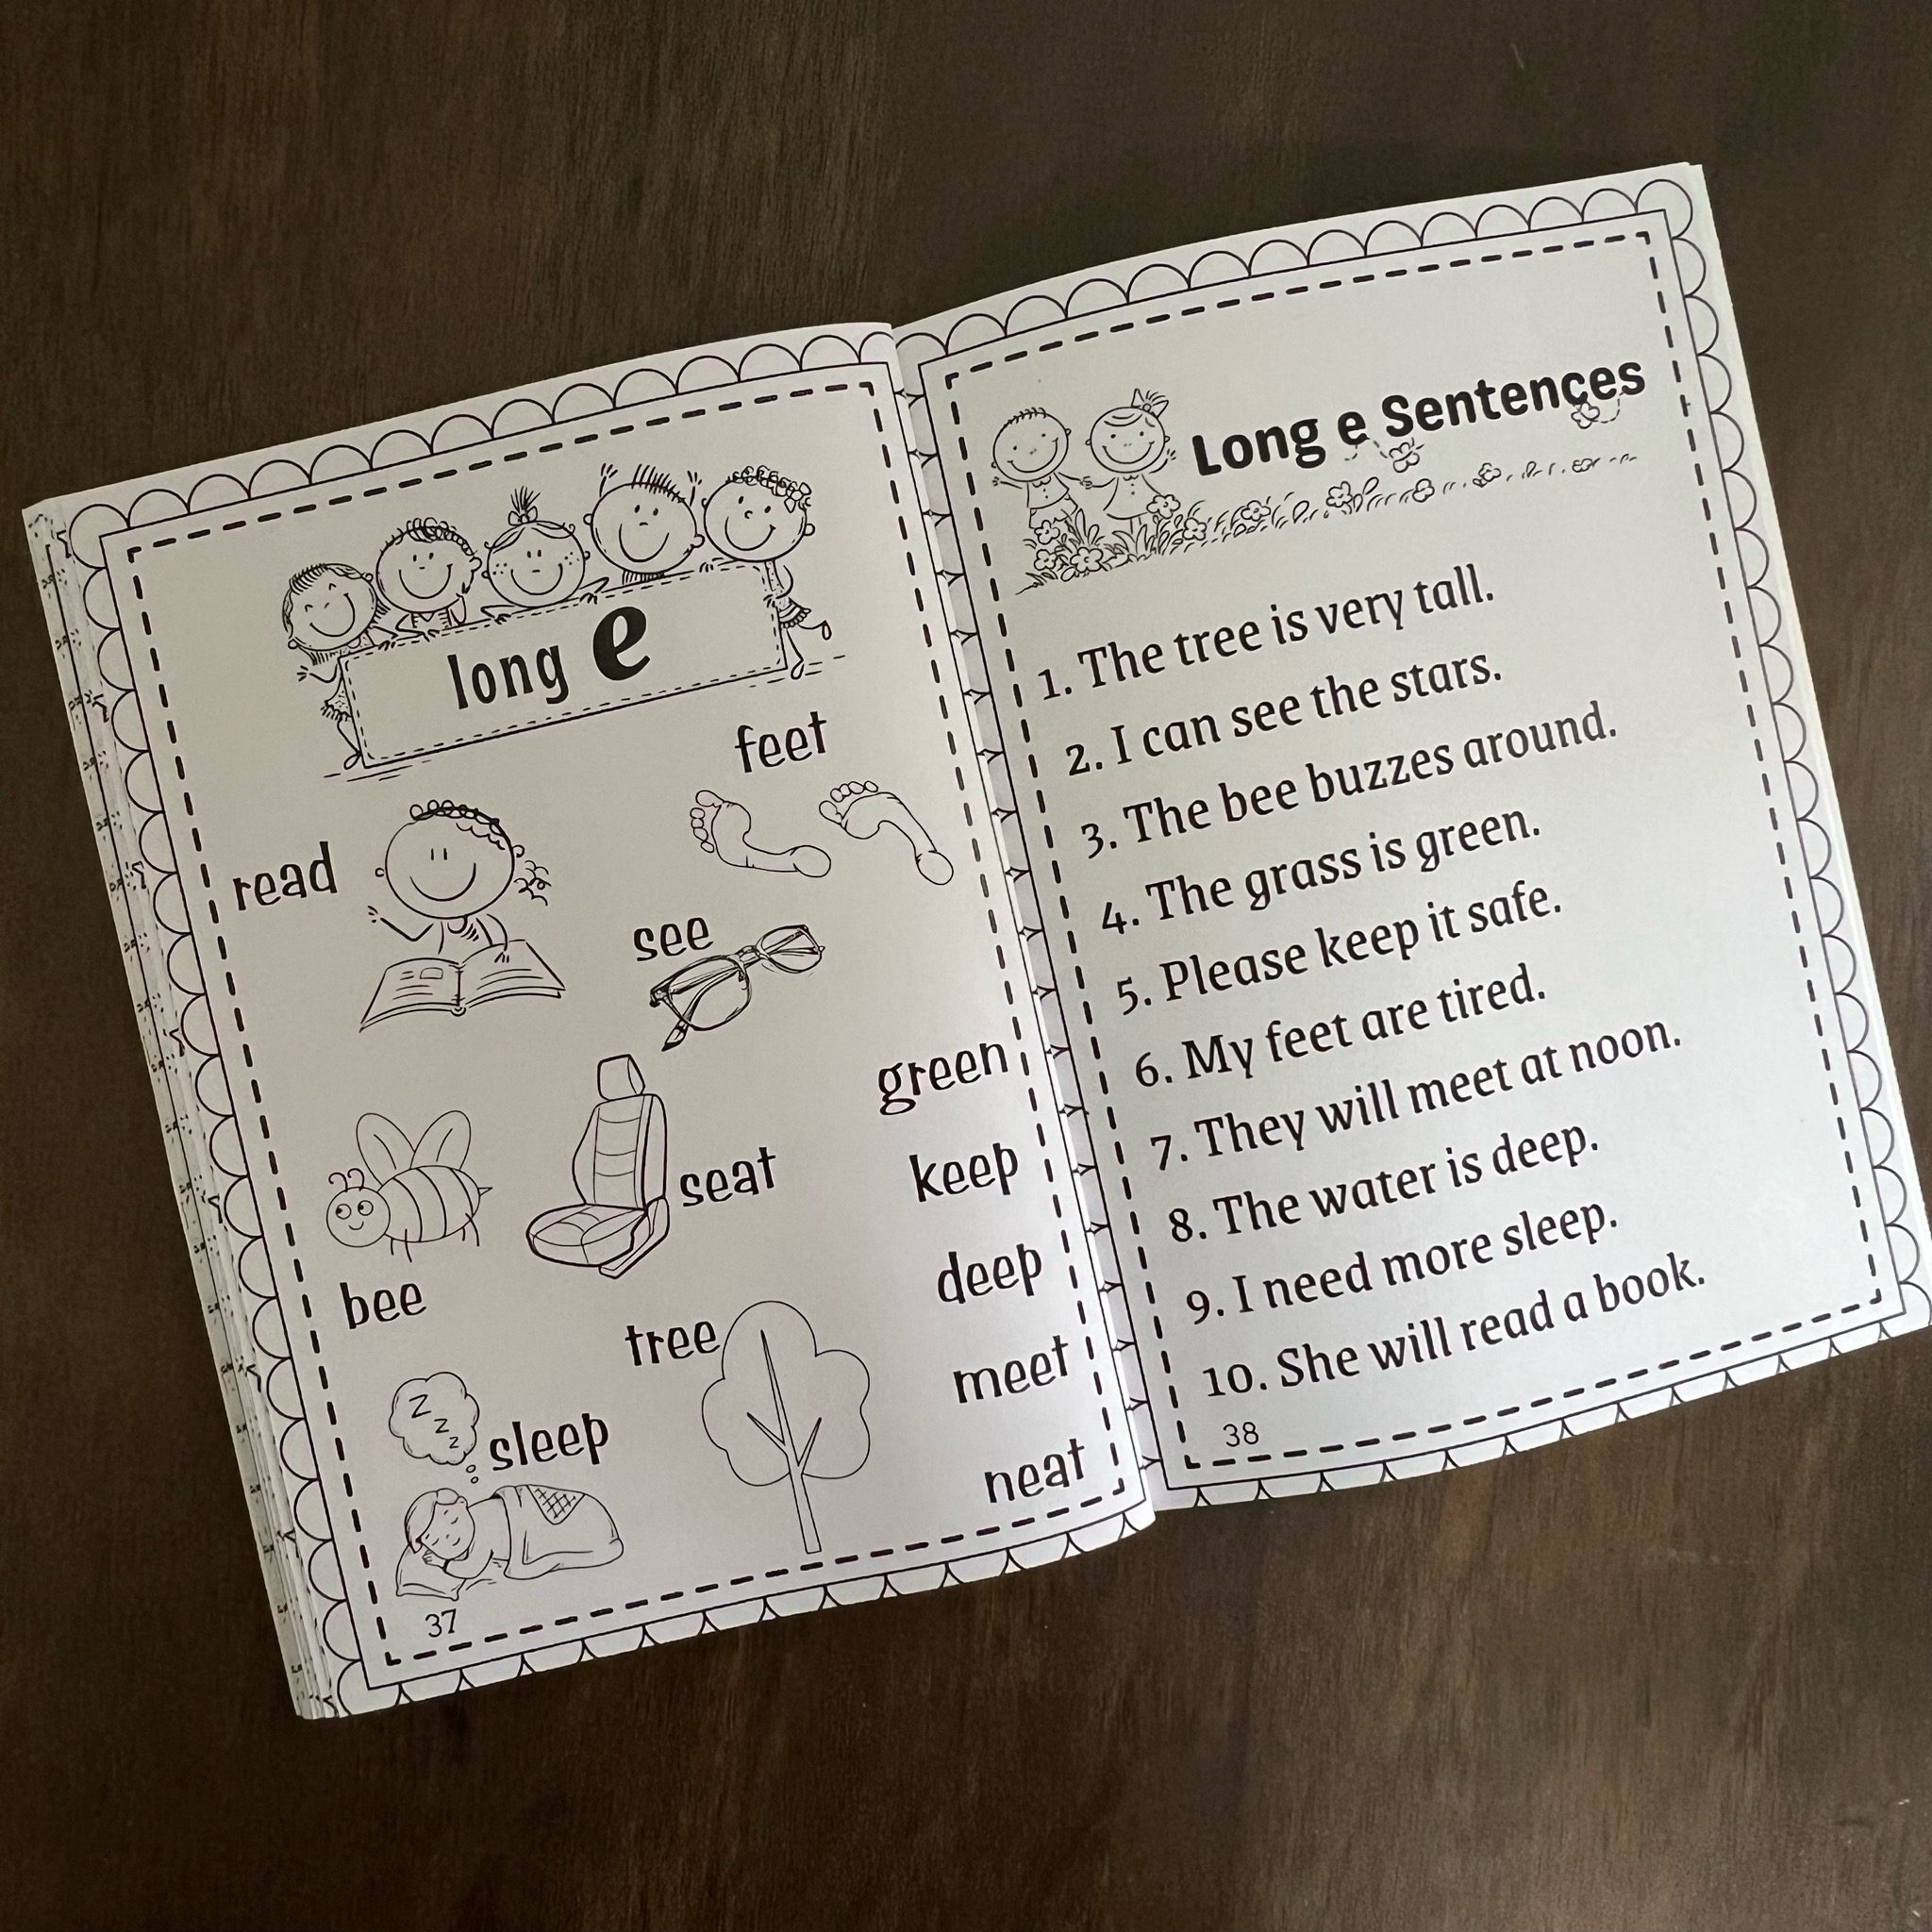 long e
feet
read
see
green
seat
keep
bee
deep
tree
meet
sleep
neat
37
Long e Sentences
1. The tree is very tall.
2. I can see the stars.
3. The bee buzzes around.
4. The grass is green.
5. Please keep it safe.
6. My feet are tired.
7. They will meet at noon.
8. The water is deep.
9. I need more sleep.
10. She will read a book.
38